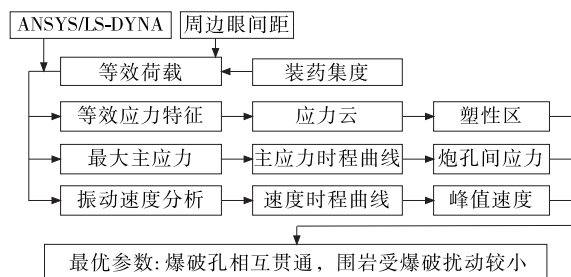 ANSYS/LS-DYNA
周边眼间距
等效荷载
装药集度
等效应力特征
应力云
塑性区
最大主应力
主应力时程曲线
炮孔间应力
振动速度分析
速度时程曲线
峰值速度
最优参数: 爆破孔相互贯通, 围岩受爆破扰动较小